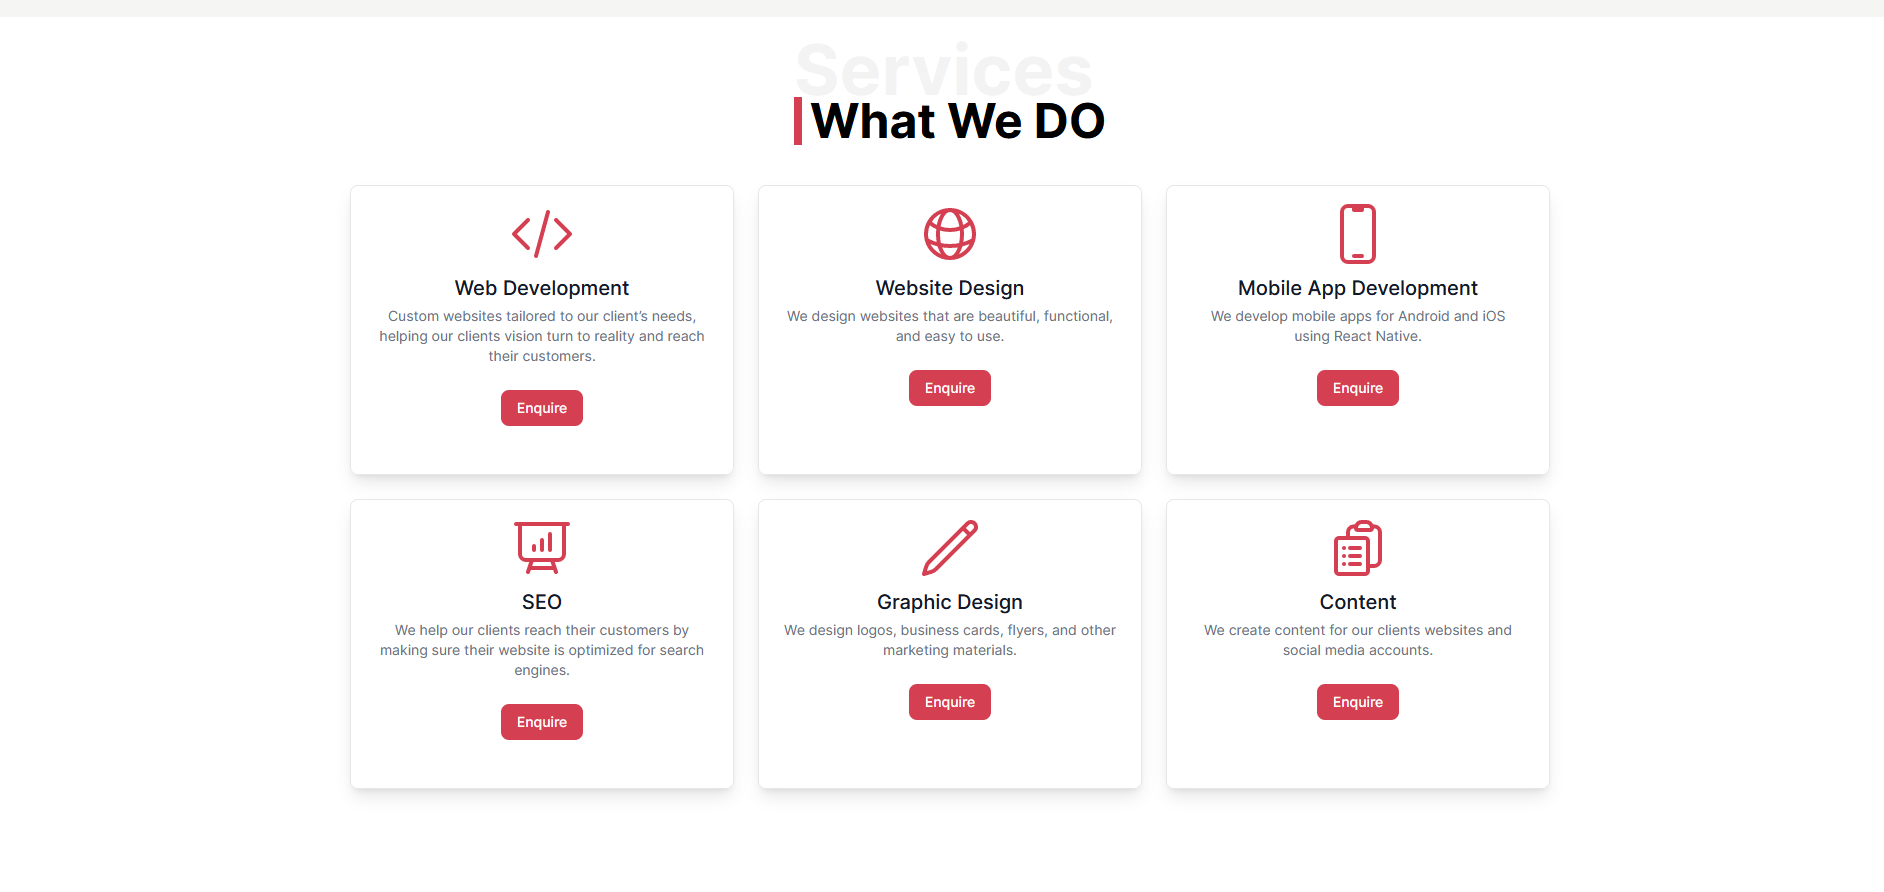 Services
What We DO
Web Development
Custom websites tailored to our client’s needs,
helping our clients vision turn to reality and reach
their customers.
Enquire
Website Design
We design websites that are beautiful, functional,
and easy to use.
Enquire
Mobile App Development
We develop mobile apps for Android and iOS
using React Native.
Enquire
SEO
We help our clients reach their customers by
making sure their website is optimized for search
engines.
Enquire
Graphic Design
We design logos, business cards, flyers, and other
marketing materials.
Enquire
Content
We create content for our clients websites and
social media accounts.
Enquire